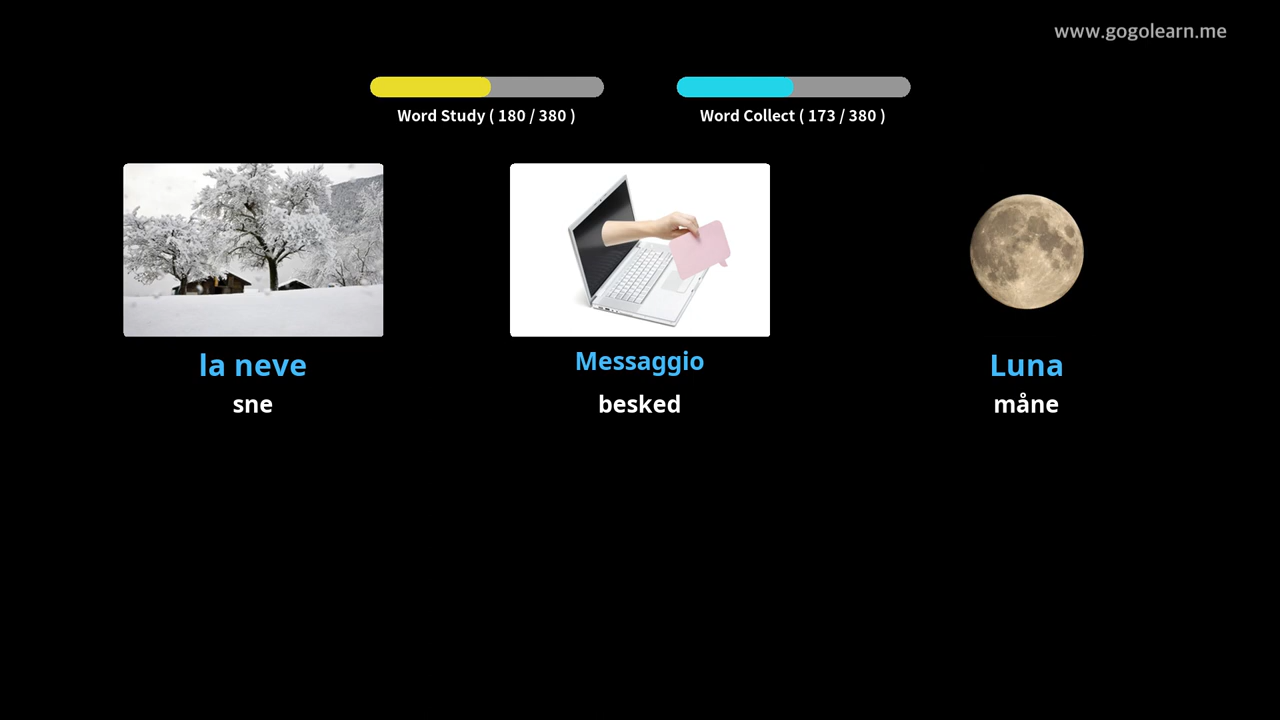 www.gogolearn.me
Word Study ( 180 / 380 )
Word Collect ( 173 / 380 )
la neve
sne
Messaggio
besked
Luna
måne